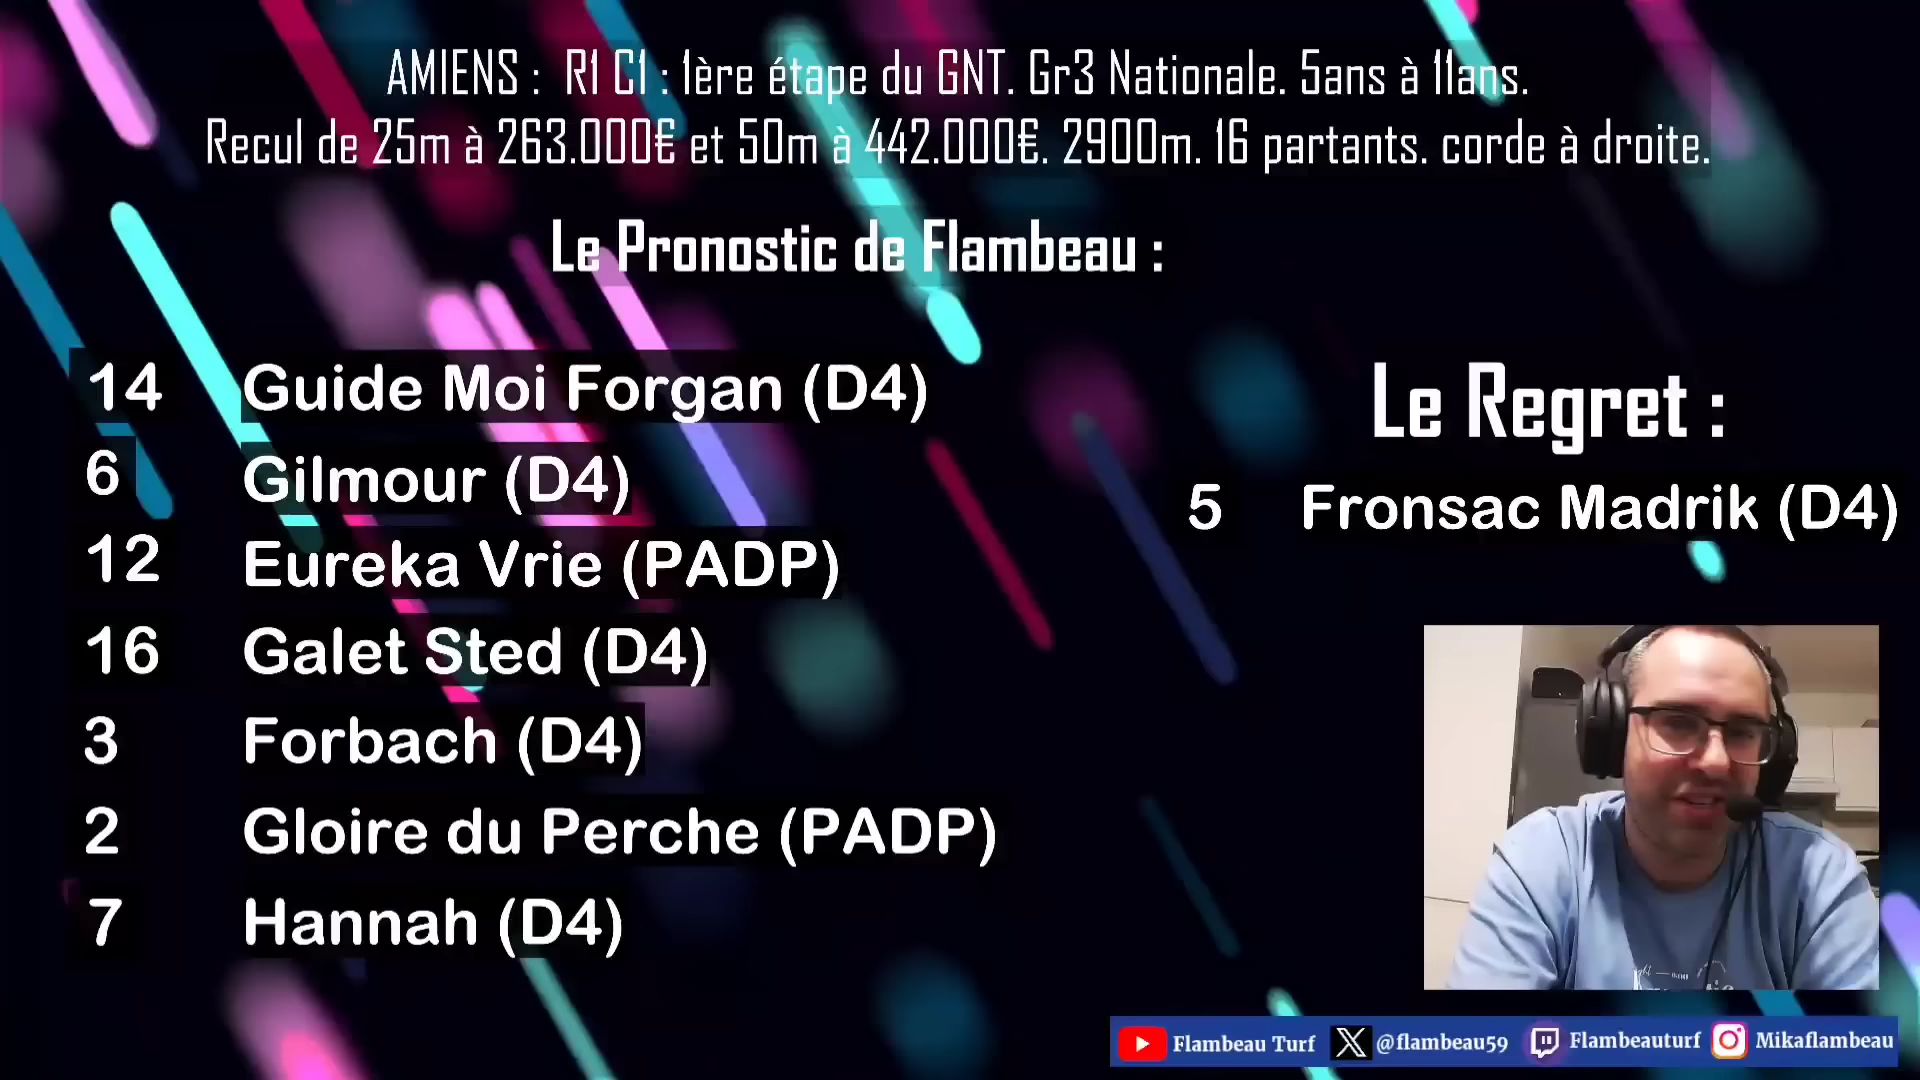 AMIENS : R1 C1 : 1ère étape du GNT. Gr3 Nationale. 5ans à 11ans.
Recul de 25m à 263.000€ et 50m à 442.000€. 2900m. 16 partants. corde à droite.
Le Pronostic de Flambeau :
14 Guide Moi Forgan (D4)
6 Gilmour (D4)
12 Eureka Vrie (PADP)
16 Galet Sted (D4)
3 Forbach (D4)
2 Gloire du Perche (PADP)
7 Hannah (D4)
Le Regret :
5 Fronsac Madrik (D4)
Flambeau Turf @flambeau59 Flambeauturf Mikaflambeau